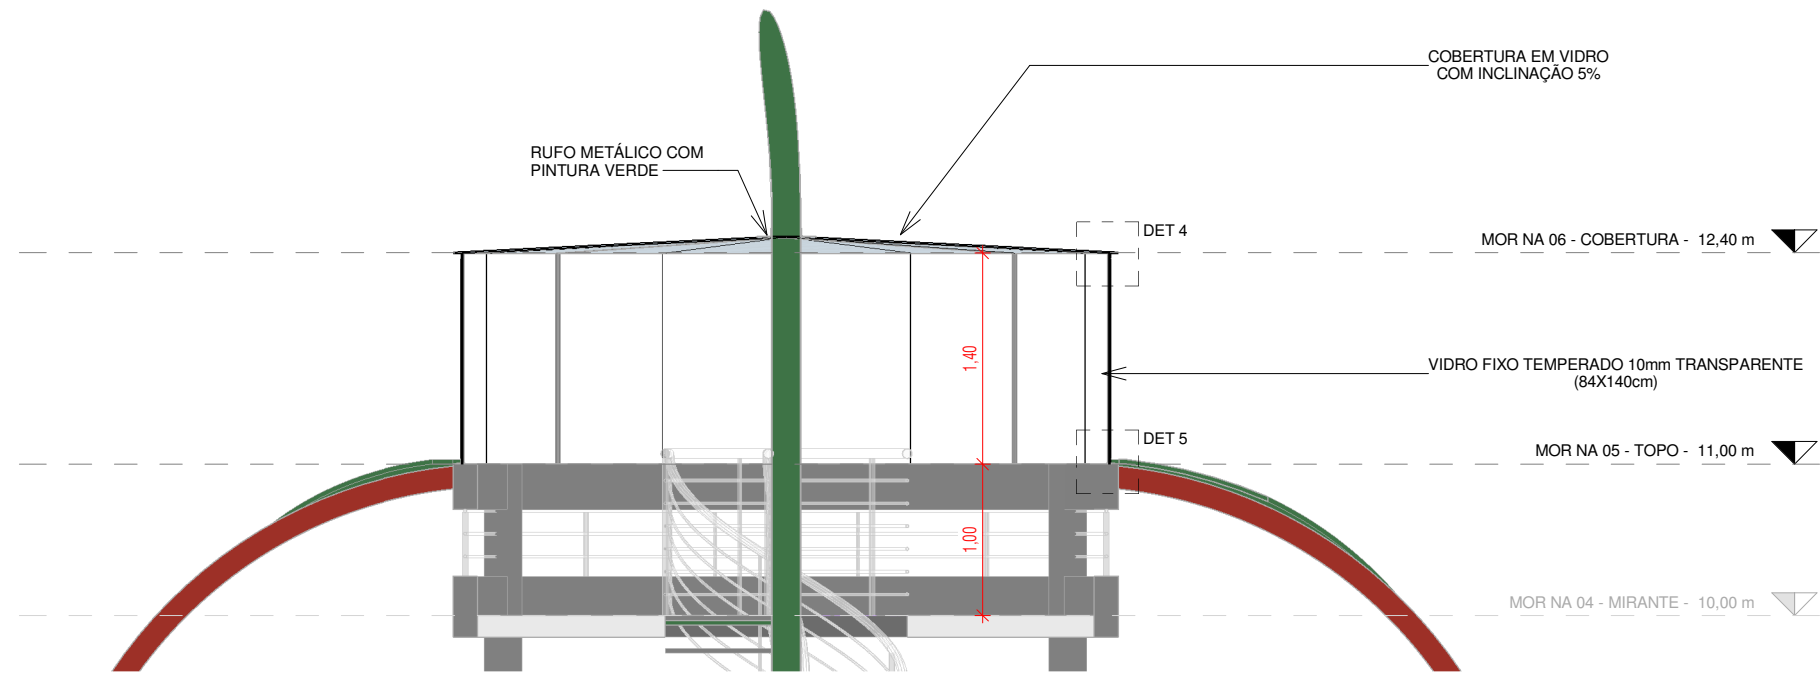 COBERTURA EM VIDRO
COM INCLINAÇÃO 5%
RUFO METÁLICO COM
PINTURA VERDE
DET 4
MOR NA 06 - COBERTURA - 12,40 m
1,40
VIDRO FIXO TEMPERADO 10mm TRANSPARENTE
(84X140cm)
DET 5
MOR NA 05 - TOPO - 11,00 m
1,00
MOR NA 04 - MIRANTE - 10,00 m